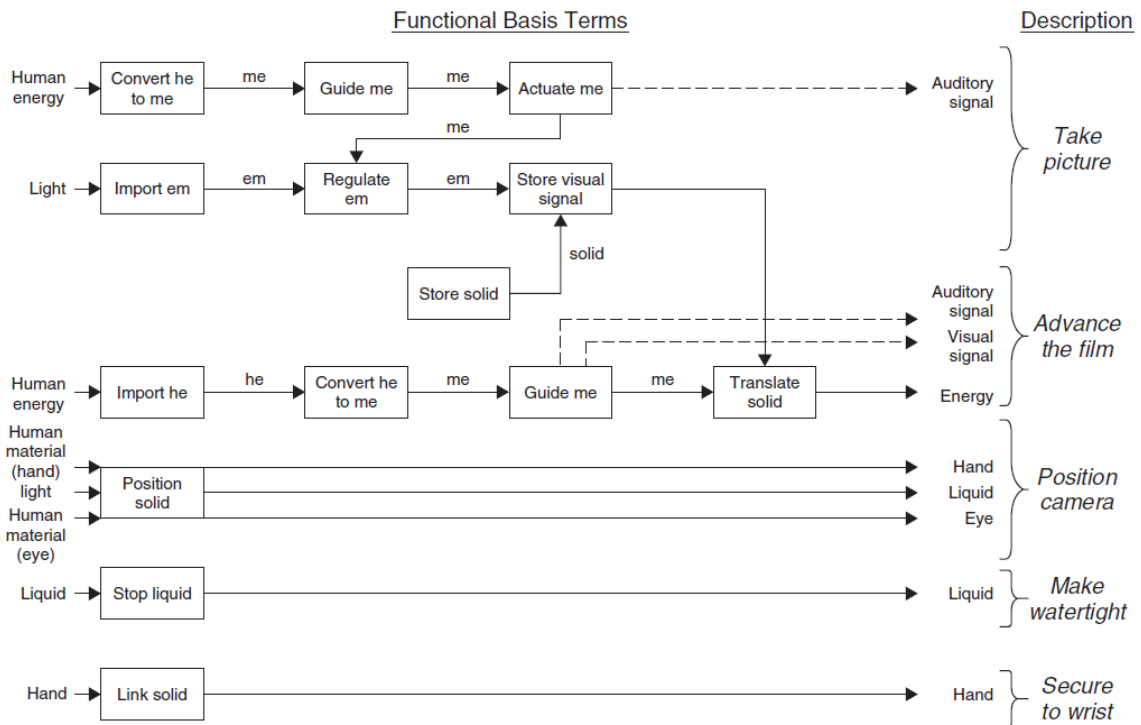 Functional Basis Terms
Description
Human
energy
Convert he
to me
me
Guide me
me
Actuate me
Auditory
signal
Take
picture
me
Light
Import em
em
Regulate
em
em
Store visual
signal
solid
Store solid
Auditory
signal
Visual
signal
Advance
the film
Human
energy
Import he
he
Convert he
to me
me
Guide me
me
Translate
solid
Energy
Human
material
(hand)
light
Human
material
(eye)
Position
solid
Hand
Liquid
Eye
Position
camera
Liquid
Stop liquid
Liquid
Make
watertight
Hand
Link solid
Hand
Secure
to wrist